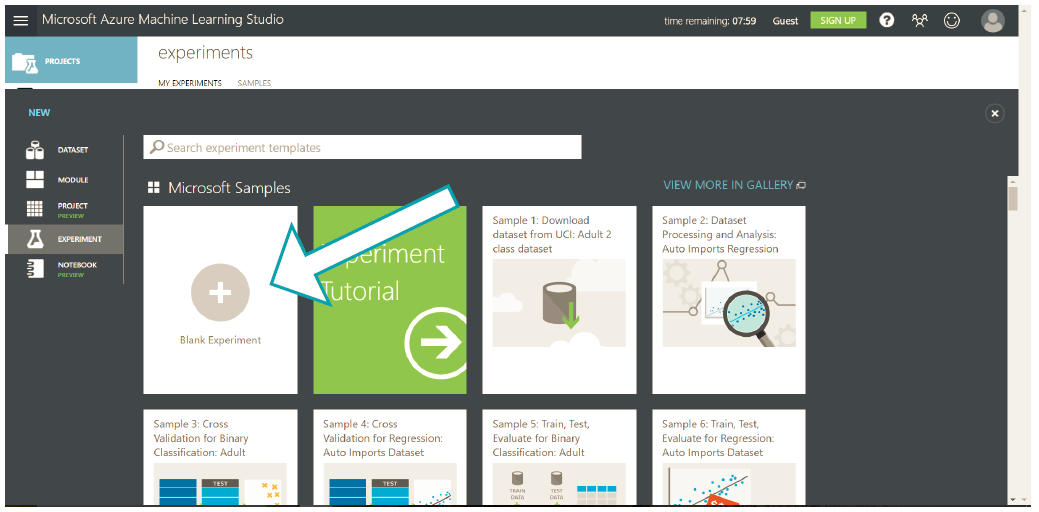 Microsoft Azure Machine Learning Studio
time remaining: 07:59 Guest SIGN UP ?
PROJECTS
experiments
MY EXPERIMENTS SAMPLES
NEW
DATASET
MODULE
PROJECT
PREVIEW
EXPERIMENT
NOTEBOOK
PREVIEW
Search experiment templates
Microsoft Samples
VIEW MORE IN GALLERY
Blank Experiment
Tutorial
Sample 1: Download
dataset from UCI: Adult 2
class dataset
Sample 2: Dataset
Processing and Analysis:
Auto Imports Regression
Sample 3: Cross
Validation for Binary
Classification: Adult
TEST
Sample 4: Cross
Validation for Regression:
Auto Imports Dataset
TEST
Sample 5: Train, Test,
Evaluate for Binary
Classification: Adult
TRAIN
DATA
TEST
DATA
Sample 6: Train, Test,
Evaluate for Regression:
Auto Imports Dataset